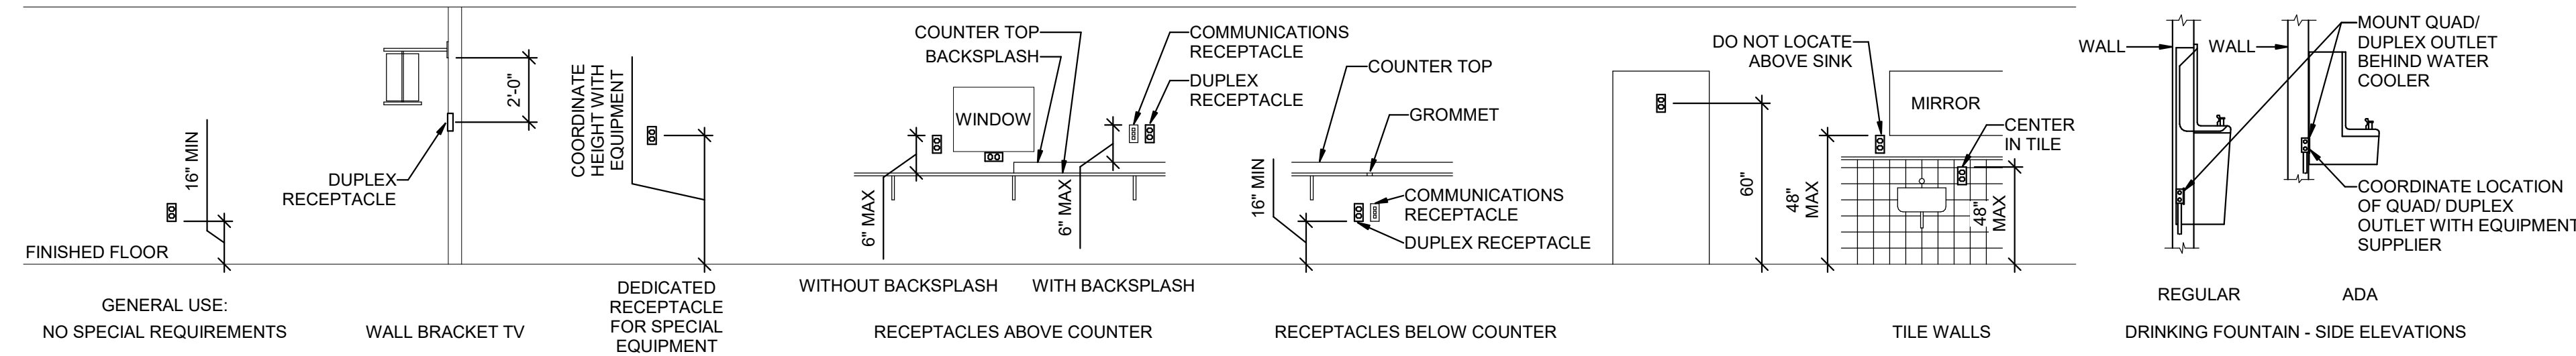 16" MIN
FINISHED FLOOR
GENERAL USE:
NO SPECIAL REQUIREMENTS
2'-0"
DUPLEX
RECEPTACLE
WALL BRACKET TV
COORDINATE
HEIGHT WITH
EQUIPMENT
DEDICATED
RECEPTACLE
FOR SPECIAL
EQUIPMENT
COUNTER TOP
BACKSPLASH
WINDOW
COMMUNICATIONS
RECEPTACLE
DUPLEX
RECEPTACLE
6" MAX
6" MAX
WITHOUT BACKSPLASH
WITH BACKSPLASH
RECEPTACLES ABOVE COUNTER
COUNTER TOP
GROMMET
16" MIN
COMMUNICATIONS
RECEPTACLE
DUPLEX RECEPTACLE
RECEPTACLES BELOW COUNTER
60"
DO NOT LOCATE
ABOVE SINK
MIRROR
CENTER
IN TILE
48"
MAX
48"
MAX
TILE WALLS
WALL
WALL
MOUNT QUAD/
DUPLEX OUTLET
BEHIND WATER
COOLER
COORDINATE LOCATION
OF QUAD/ DUPLEX
OUTLET WITH EQUIPMENT
SUPPLIER
REGULAR
ADA
DRINKING FOUNTAIN - SIDE ELEVATIONS